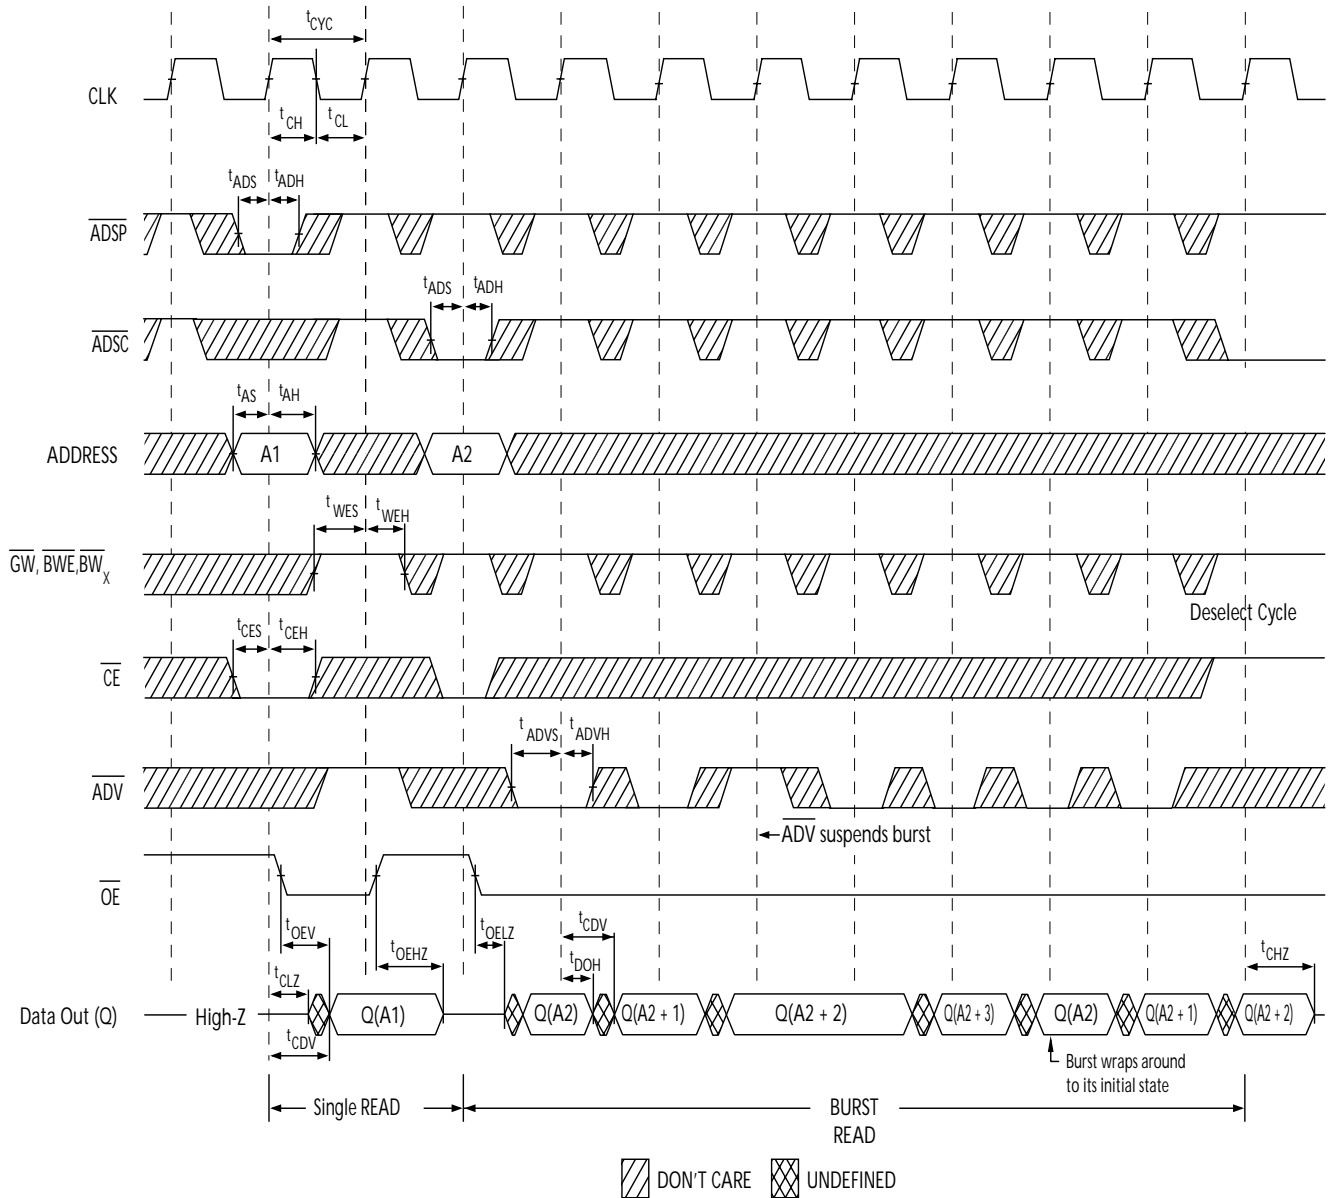 tCYC
CLK
tCH
tCL
tADS
tADH
ADSP
tADS
tADH
ADSC
tAS
tAH
ADDRESS
A1
A2
tWES
tWEH
GW, BWE,BWX
Deselect Cycle
tCES
tCEH
CE
tADVS
tADVH
ADV
ADV suspends burst
OE
tOEV
tOEHZ
tOELZ
tCDV
tDOH
tCLZ
tCHZ
Data Out (Q)
High-Z
Q(A1)
Q(A2)
Q(A2 + 1)
Q(A2 + 2)
Q(A2 + 3)
Q(A2)
Q(A2 + 1)
Q(A2 + 2)
tCDV
Burst wraps around
to its initial state
Single READ
BURST
READ
DON'T CARE
UNDEFINED